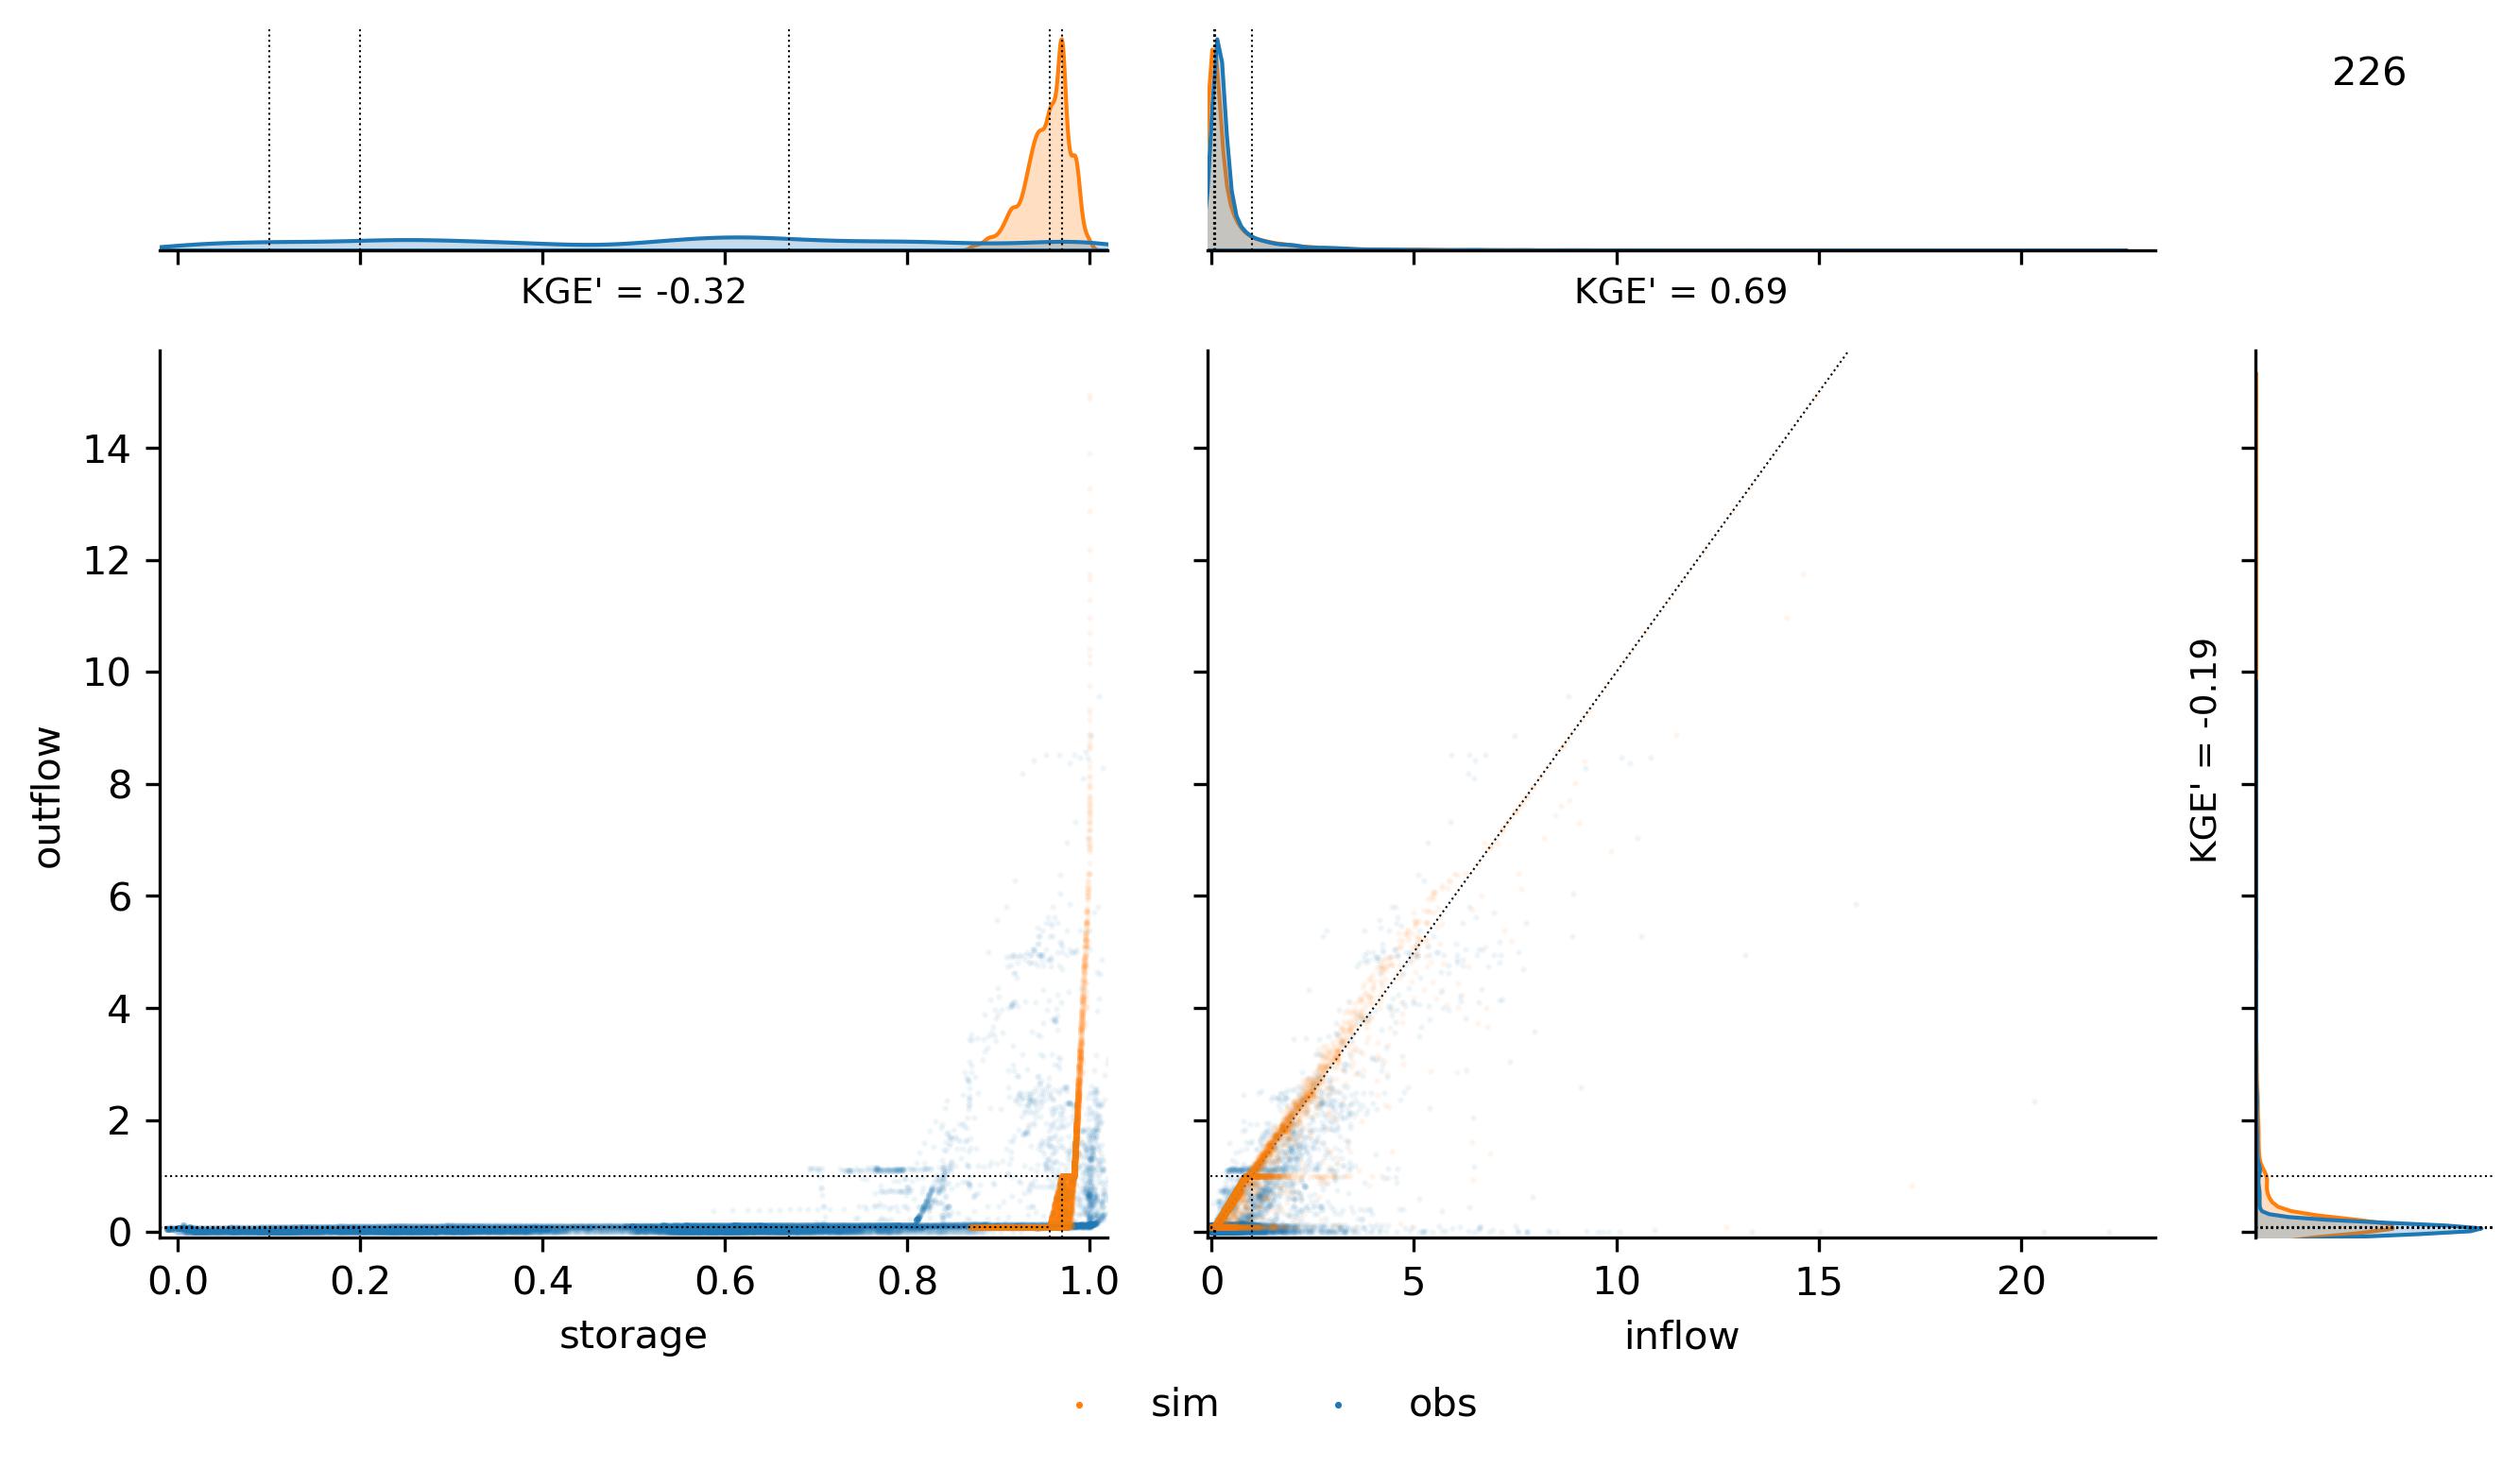 226
KGE' = -0.32
KGE' = 0.69
14
12
10
8
6
4
2
0
outflow
KGE' = -0.19
0.0 0.2 0.4 0.6 0.8 1.0
0 5 10 15 20
storage
inflow
sim obs